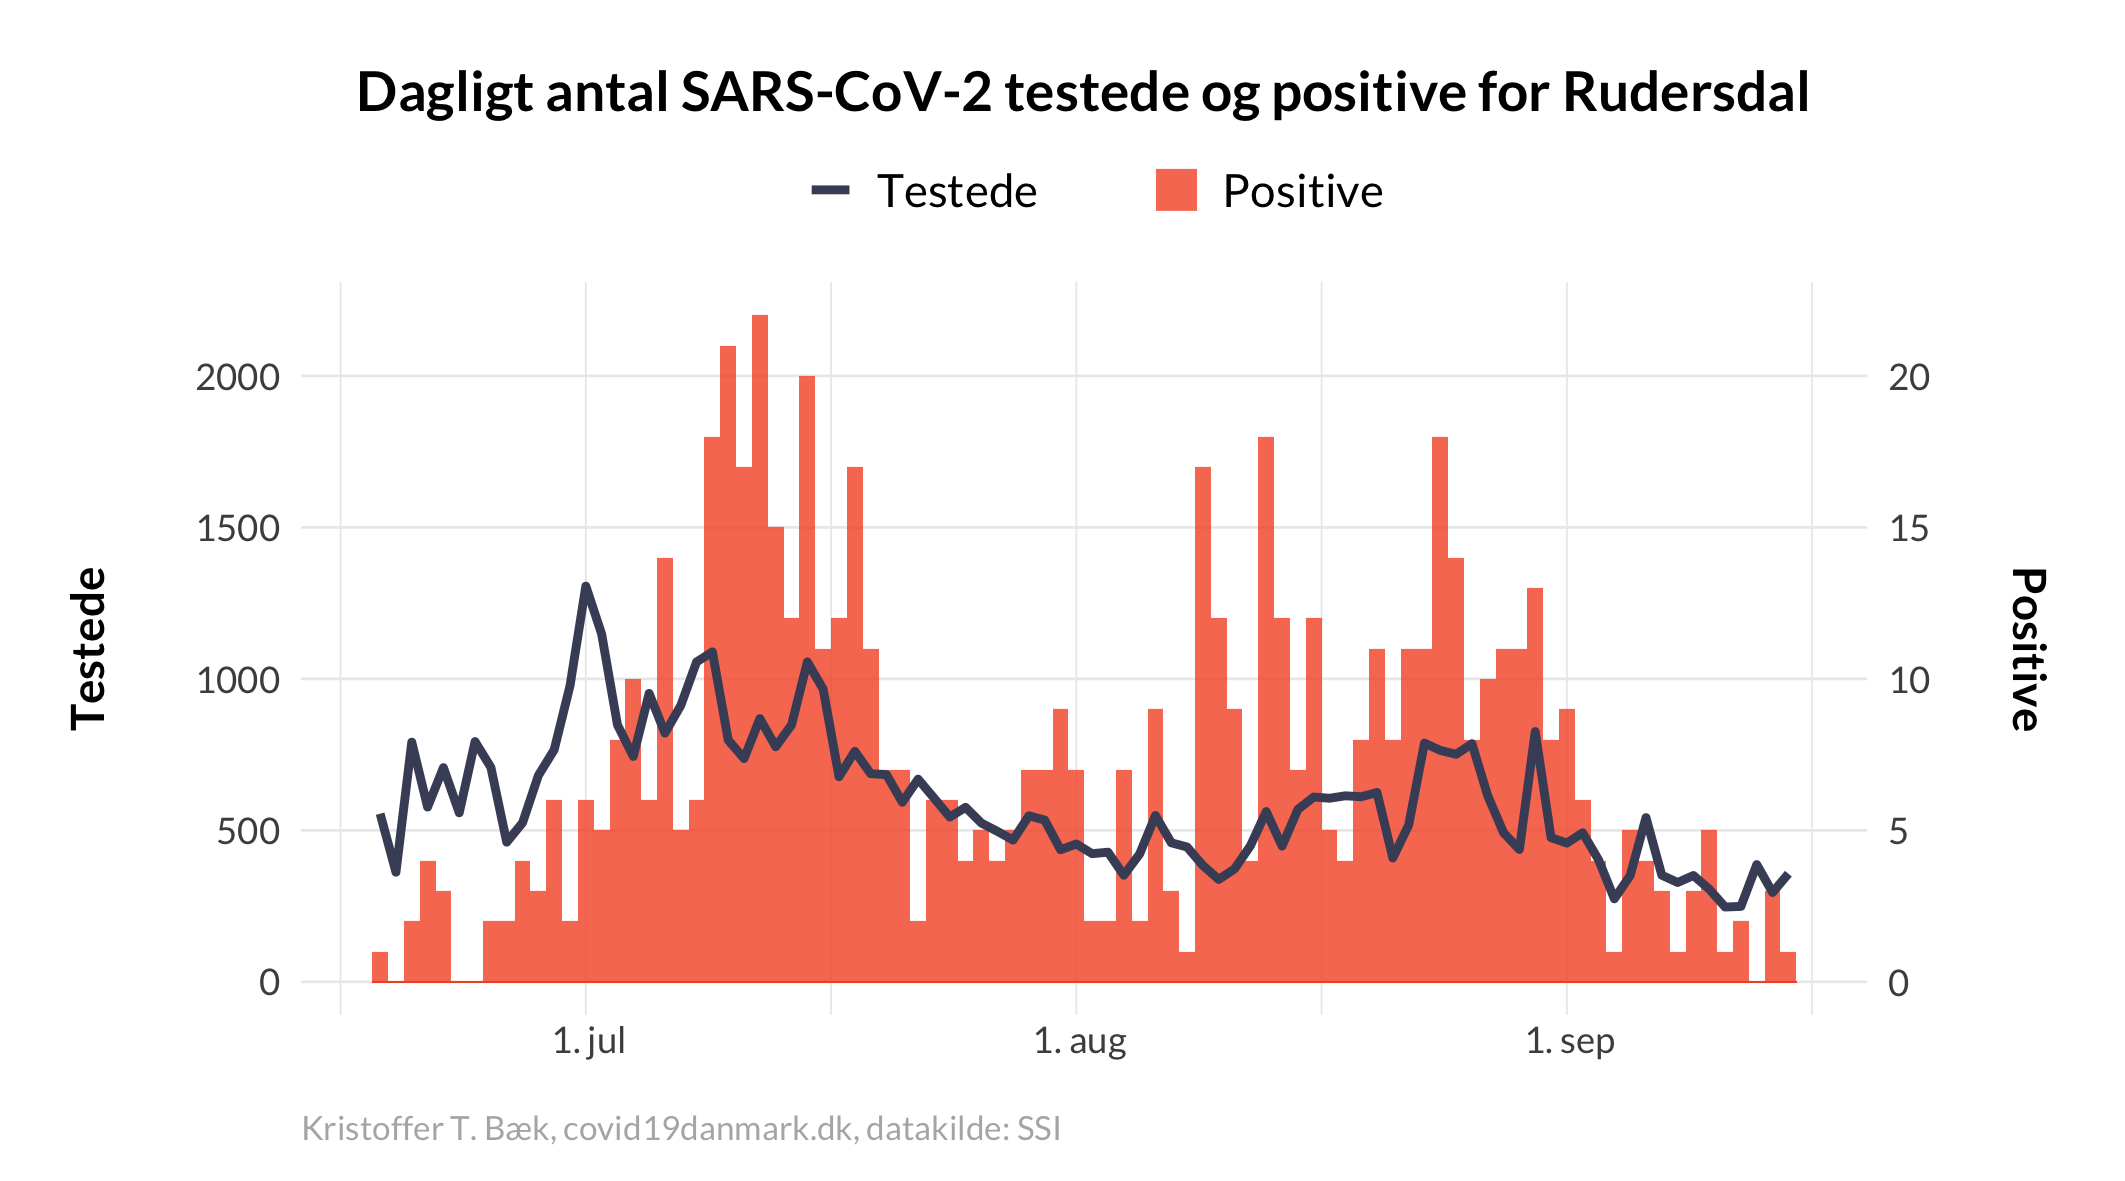 Dagligt antal SARS-CoV-2 testede og positive for Rudersdal
Testede
Positive
Testede
2000
1500
1000
500
0
20
15
10
5
0
Positive
1. jul
1. aug
1. sep
Kristoffer T. Bæk, covid19danmark.dk, datakilde: SSI